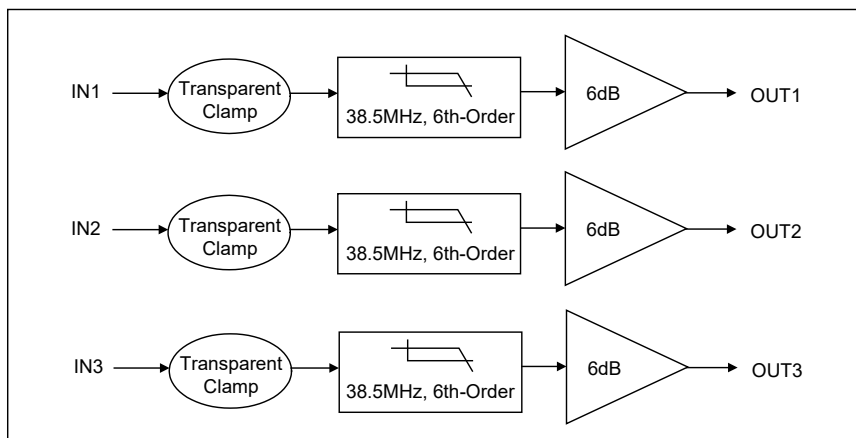 IN1
Transparent
Clamp
38.5MHz, 6th-Order
6dB
OUT1
IN2
Transparent
Clamp
38.5MHz, 6th-Order
6dB
OUT2
IN3
Transparent
Clamp
38.5MHz, 6th-Order
6dB
OUT3